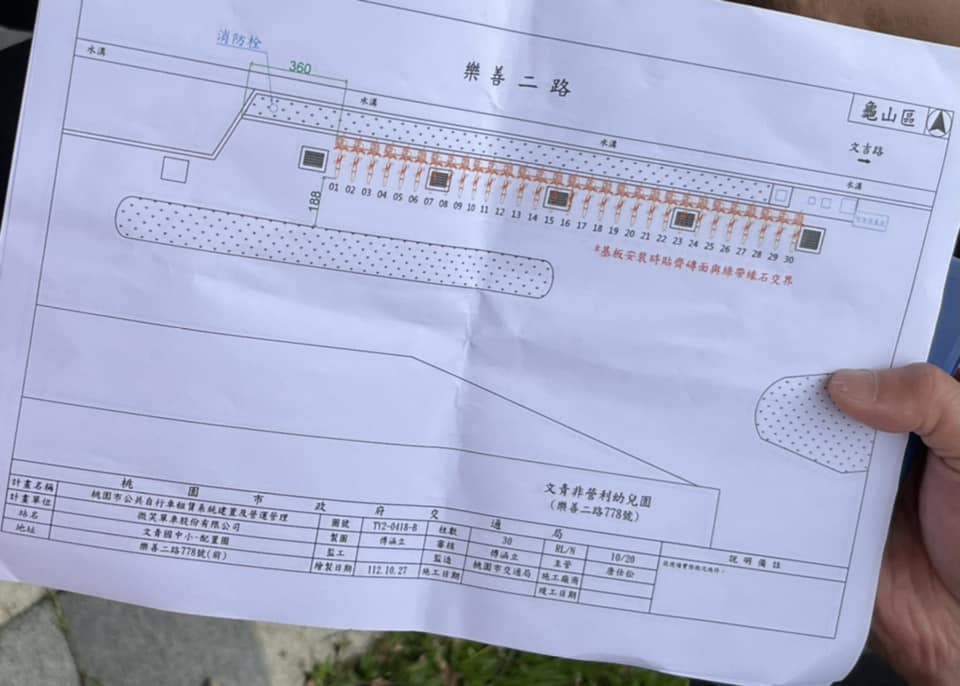 消防栓
水溝
360
樂善二路
龜山區
水溝
水溝
文吉路
水溝
188
01 02 03 04 05 06 07 08 09 10 11 12 13 14 15 16 17 18 19 20 21 22 23 24 25 26 27 28 29 30
*基板安裝時貼齊磚面與綠帶緣石交界
文青非營利幼兒園
(樂善二路778號)
桃園市政府交通局
計畫名稱 桃園市公共自行車租賃系統建置及營運管理 圖號 TY2-0418-B 柱數 30 RL/N 10/20 說明備註
計畫單位 微笑單車股份有限公司 製圖 傅涵立 審核 傅涵立 主管 唐仕松
站名 文青國中小-配置圖 監工 監造 桃園市交通局 施工廠商
地址 樂善二路778號(前) 繪製日期 112.10.27 施工日期 竣工日期